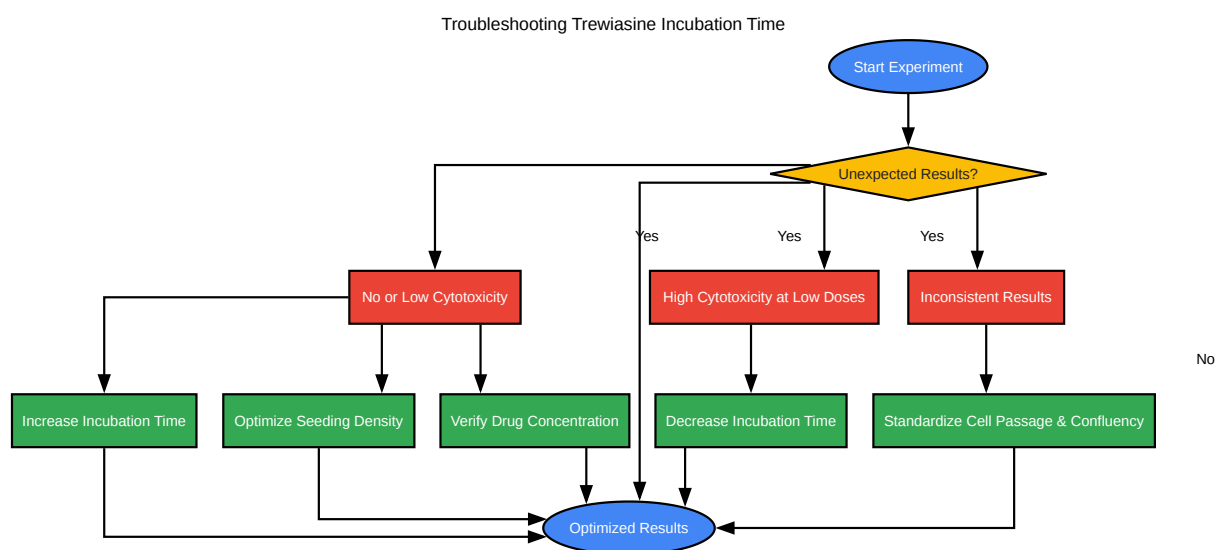 Troubleshooting Trewiasine Incubation Time
Start Experiment
Unexpected Results?
Yes
Yes
Yes
No or Low Cytotoxicity
High Cytotoxicity at Low Doses
Inconsistent Results
No
Increase Incubation Time
Optimize Seeding Density
Verify Drug Concentration
Decrease Incubation Time
Standardize Cell Passage & Confluency
Optimized Results